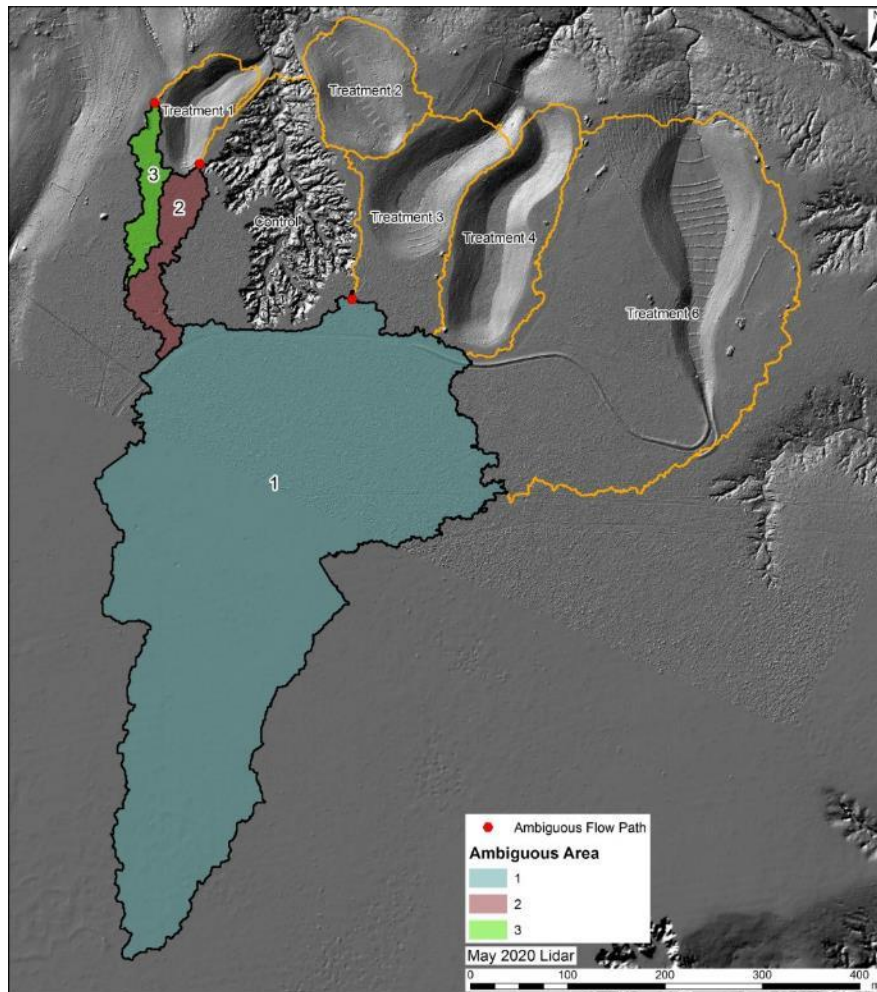 N
Treatment 1
Treatment 2
3
2
Control
Treatment 3
Treatment 4
Treatment 6
1
Ambiguous Flow Path
Ambiguous Area
1
2
3
May 2020 Lidar
0 100 200 300 400
m